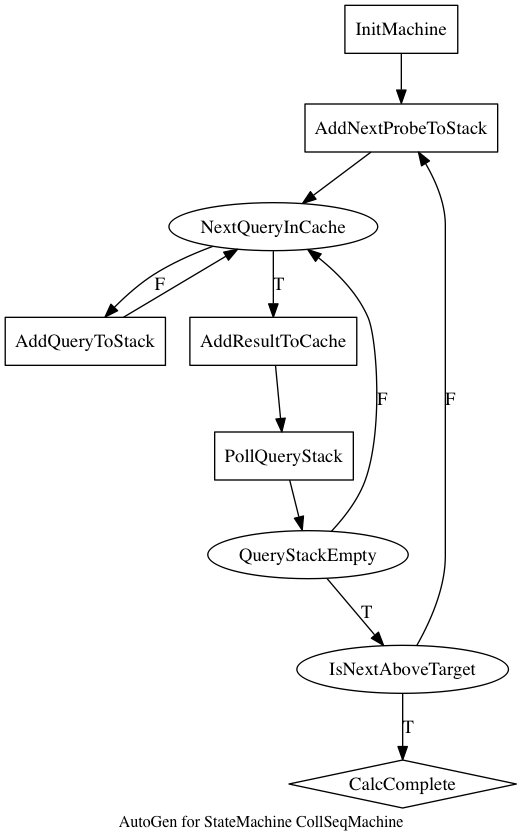 InitMachine
AddNextProbeToStack
NextQueryInCache
F
T
AddQueryToStack
AddResultToCache
F
F
PollQueryStack
QueryStackEmpty
T
IsNextAboveTarget
T
CalcComplete
AutoGen for StateMachine CollSeqMachine